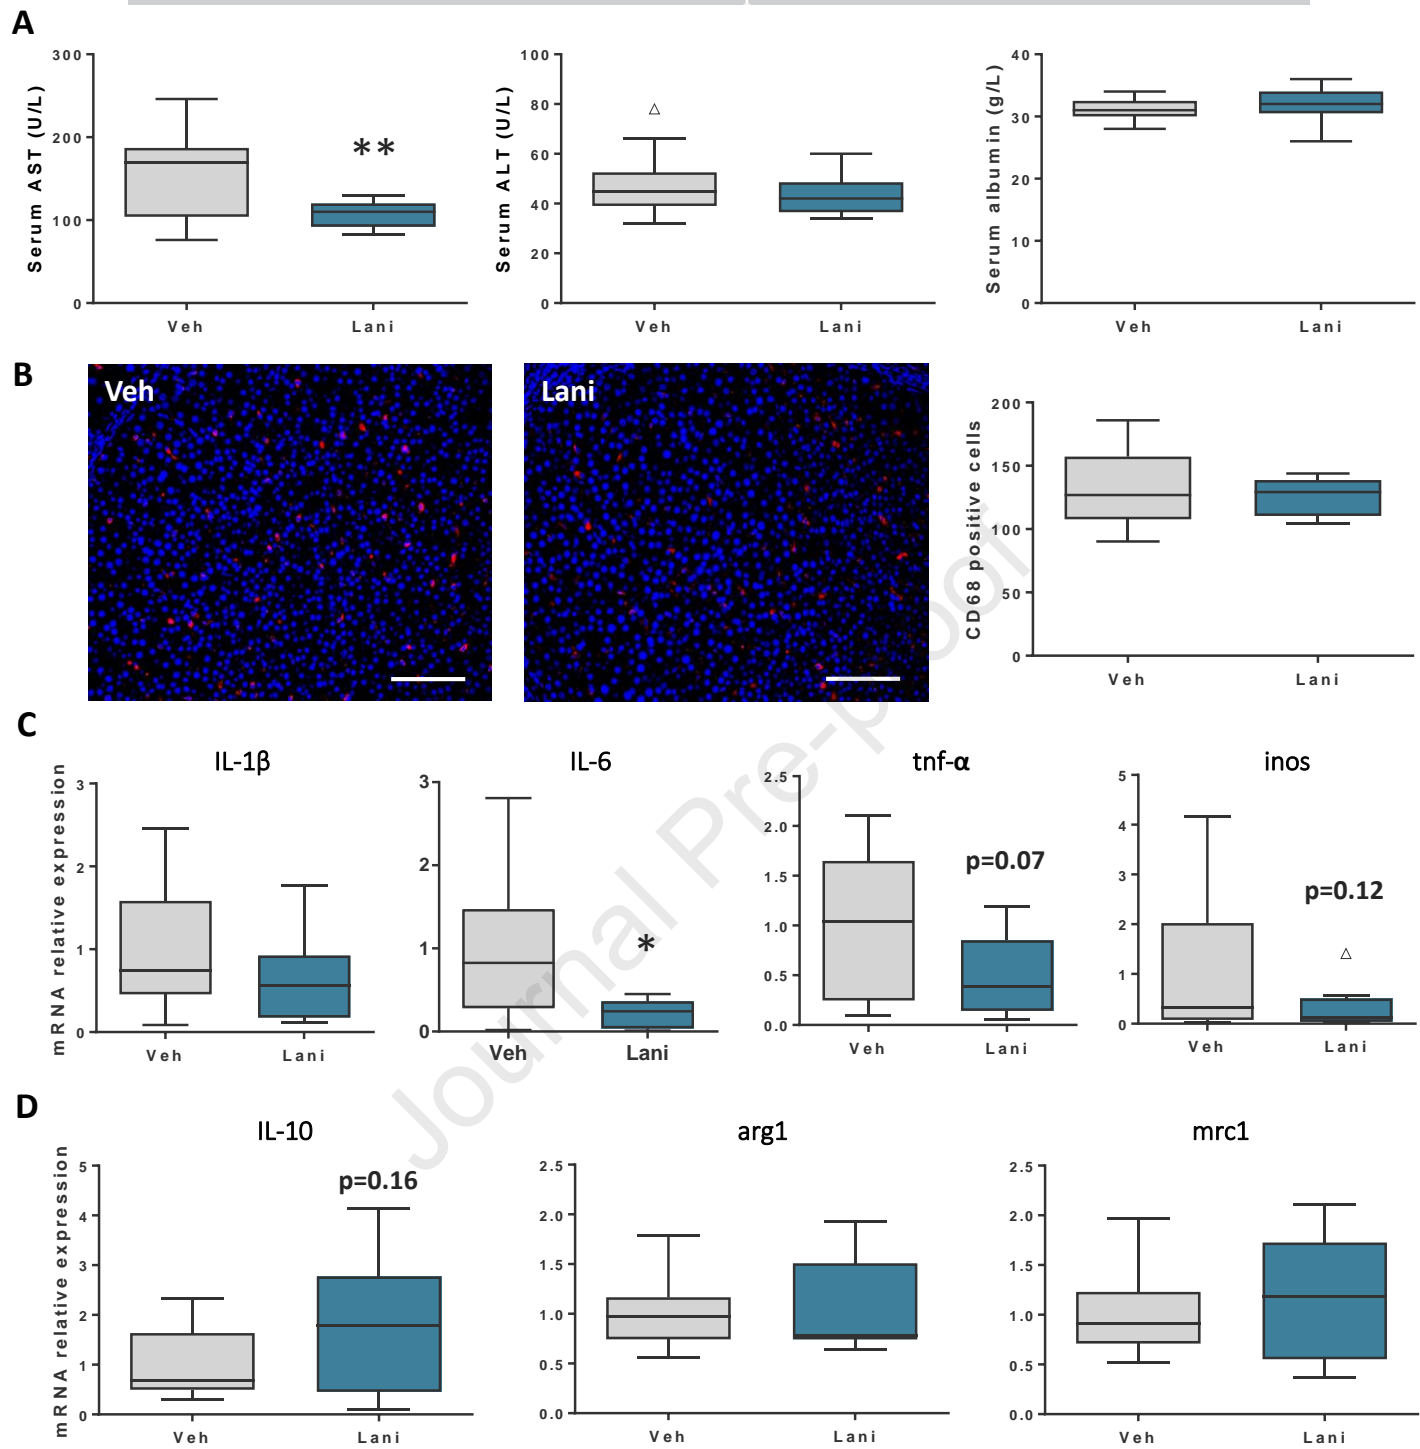 A
Serum AST (U/L)
300
200
100
0
**
Veh
Lani
Serum ALT (U/L)
100
80
60
40
20
0
Veh
Lani
Serum albumin (g/L)
40
30
20
10
0
Veh
Lani
B
Veh
Lani
CD68 positive cells
200
150
100
50
0
Veh
Lani
Journal Pre-proof
C
mRNA relative expression
IL-1β
3
2
1
0
Veh
Lani
IL-6
3
2
1
0
*
Veh
Lani
tnf-α
2.5
2.0
1.5
1.0
0.5
0.0
p=0.07
Veh
Lani
inos
5
4
3
2
1
0
p=0.12
Veh
Lani
D
mRNA relative expression
IL-10
5
4
3
2
1
0
p=0.16
Veh
Lani
arg1
2.5
2.0
1.5
1.0
0.5
0.0
Veh
Lani
mrc1
2.5
2.0
1.5
1.0
0.5
0.0
Veh
Lani